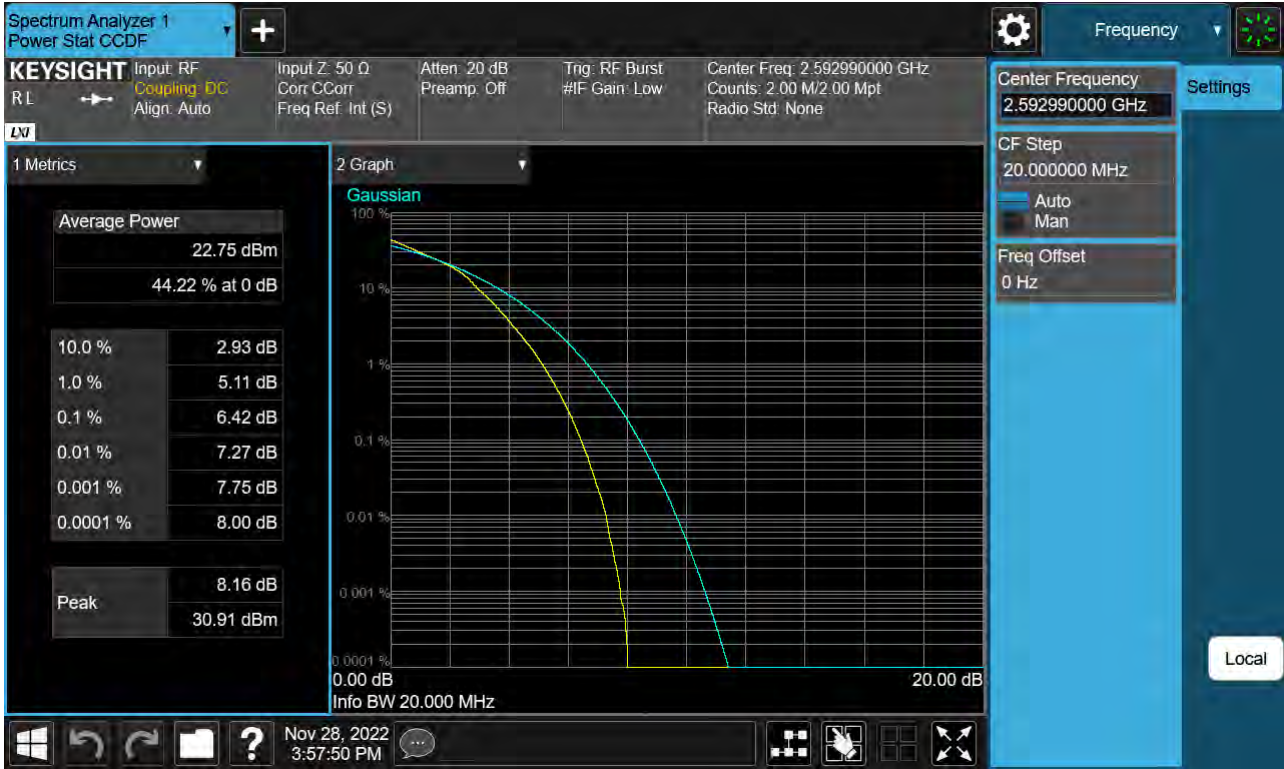 Spectrum Analyzer 1
Power Stat CCDF
+
Frequency
KEYSIGHT
R L
LXI
Input: RF
Coupling: DC
Align: Auto
Input Z: 50 Ω
Corr CCorr
Freq Ref: Int (S)
Atten: 20 dB
Preamp: Off
Trig: RF Burst
#IF Gain: Low
Center Freq: 2.592990000 GHz
Counts: 2.00 M/2.00 Mpt
Radio Std: None
Center Frequency
2.592990000 GHz
Settings
CF Step
20.000000 MHz
Auto
Man
Freq Offset
0 Hz
Local
1 Metrics
Average Power
22.75 dBm
44.22 % at 0 dB
10.0 % 2.93 dB
1.0 % 5.11 dB
0.1 % 6.42 dB
0.01 % 7.27 dB
0.001 % 7.75 dB
0.0001 % 8.00 dB
Peak
8.16 dB
30.91 dBm
2 Graph
Gaussian
100 %
10 %
1 %
0.1 %
0.01 %
0.001 %
0.0001 %
0.00 dB 20.00 dB
Info BW 20.000 MHz
?
Nov 28, 2022
3:57:50 PM